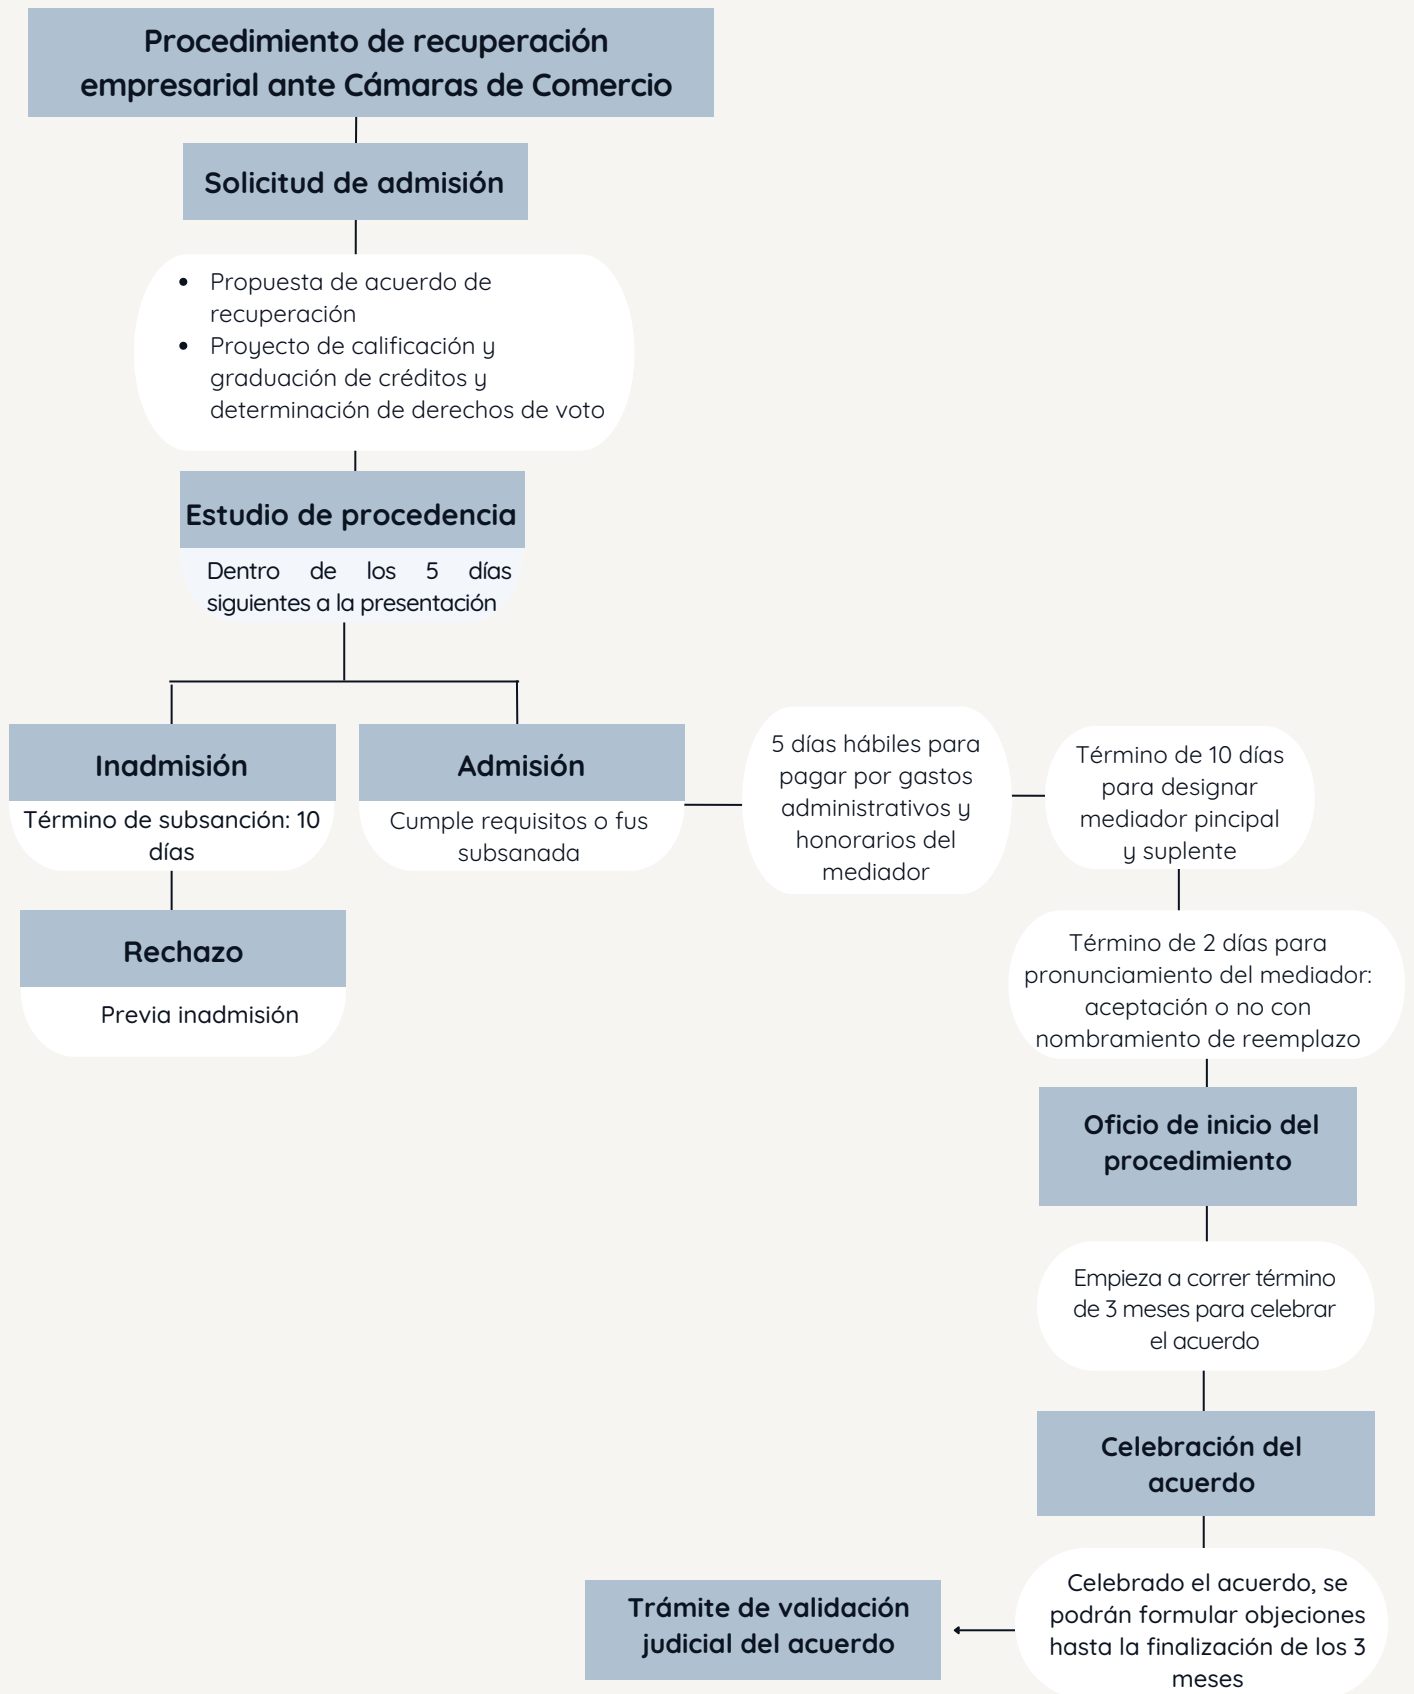 Procedimiento de recuperación
empresarial ante Cámaras de Comercio
Solicitud de admisión
• Propuesta de acuerdo de
recuperación
• Proyecto de calificación y
graduación de créditos y
determinación de derechos de voto
Estudio de procedencia
Dentro de los 5 días
siguientes a la presentación
Inadmisión
Término de subsanción: 10
días
Rechazo
Previa inadmisión
Admisión
Cumple requisitos o fus
subsanada
5 días hábiles para
pagar por gastos
administrativos y
honorarios del
mediador
Término de 10 días
para designar
mediador pincipal
y suplente
Término de 2 días para
pronunciamiento del mediador:
aceptación o no con
nombramiento de reemplazo
Oficio de inicio del
procedimiento
Empieza a correr término
de 3 meses para celebrar
el acuerdo
Celebración del
acuerdo
Celebrado el acuerdo, se
podrán formular objeciones
hasta la finalización de los 3
meses
Trámite de validación
judicial del acuerdo